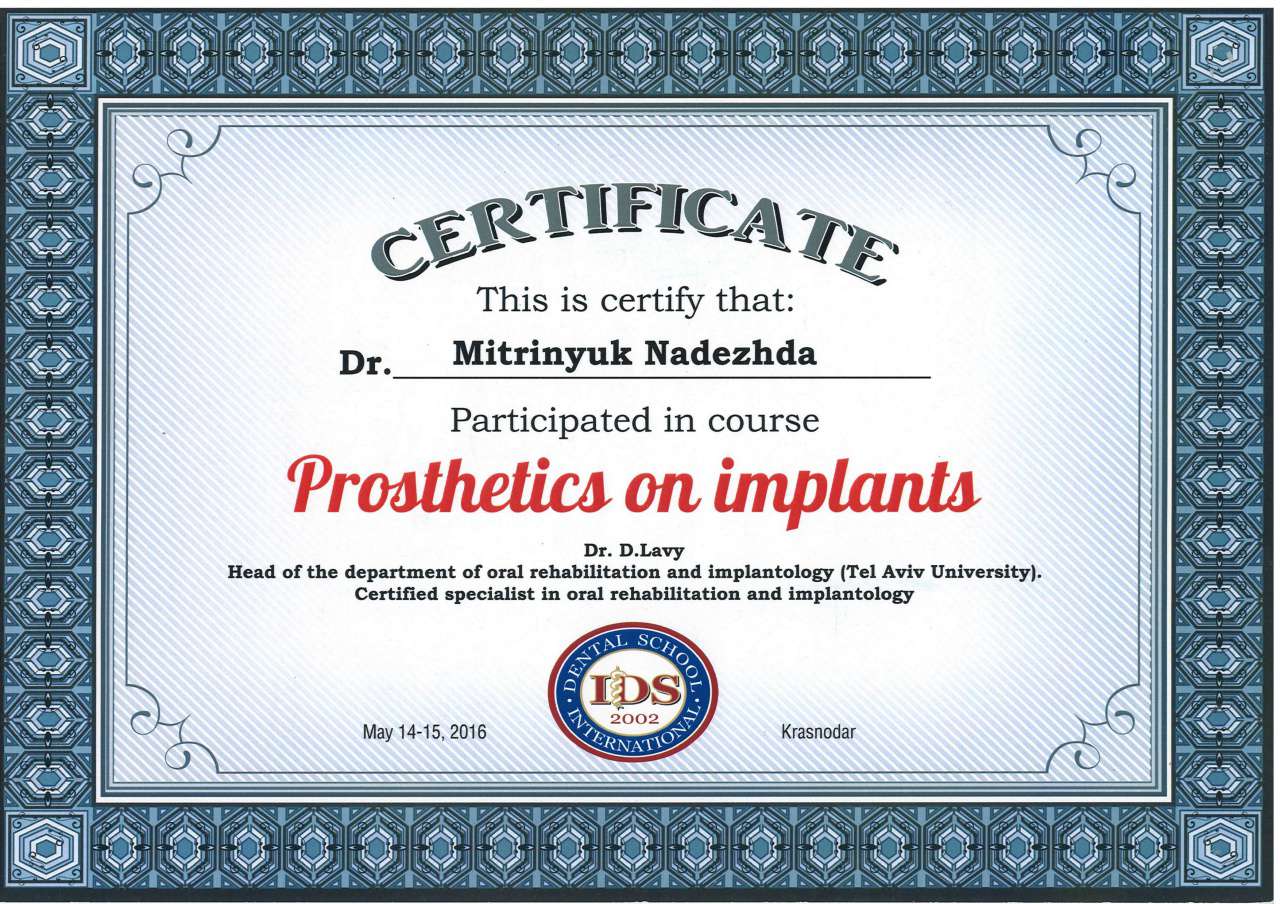 CERTIFICATE
This is certify that:
Dr. Mitrinyuk Nadezhda
Participated in course
Prosthetics on implants
Dr. D.Lavy
Head of the department of oral rehabilitation and implantology (Tel Aviv University).
Certified specialist in oral rehabilitation and implantology
DENTAL SCHOOL
IDS
2002
INTERNATIONAL
May 14-15, 2016
Krasnodar